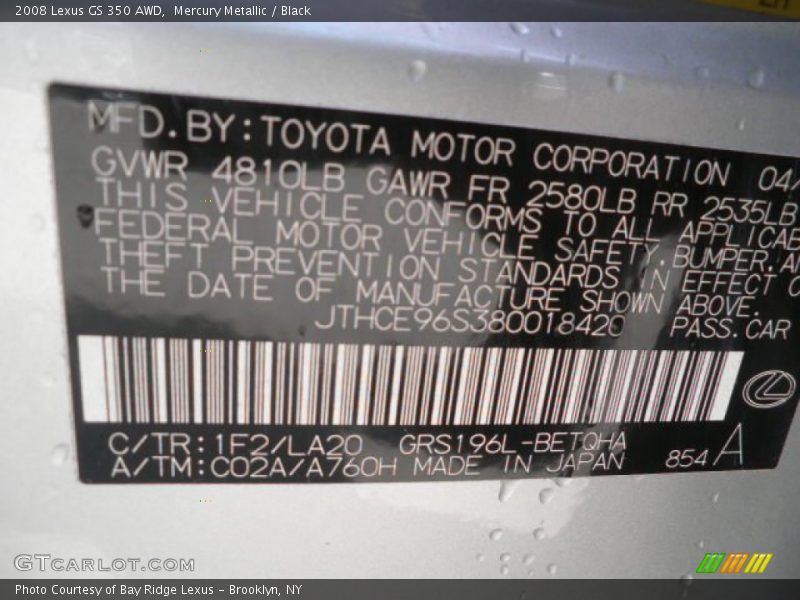 2008 Lexus GS 350 AWD, Mercury Metallic / Black
MFD.BY:TOYOTA MOTOR CORPORATION 04/
GVWR 4810LB GAWR FR 2580LB RR 2535LB
THIS VEHICLE CONFORMS TO ALL APPLICAB
FEDERAL MOTOR VEHICLE SAFETY,BUMPER,AN
THEFT PREVENTION STANDARDS IN EFFECT O
THE DATE OF MANUFACTURE SHOWN ABOVE.
JTHCE96S380018420 PASS.CAR
C/TR:1F2/LA20 GRS196L-BETQHA
A/TM:C02A/A760H MADE IN JAPAN 854 A
GTCARLOT.COM
Photo Courtesy of Bay Ridge Lexus - Brooklyn, NY